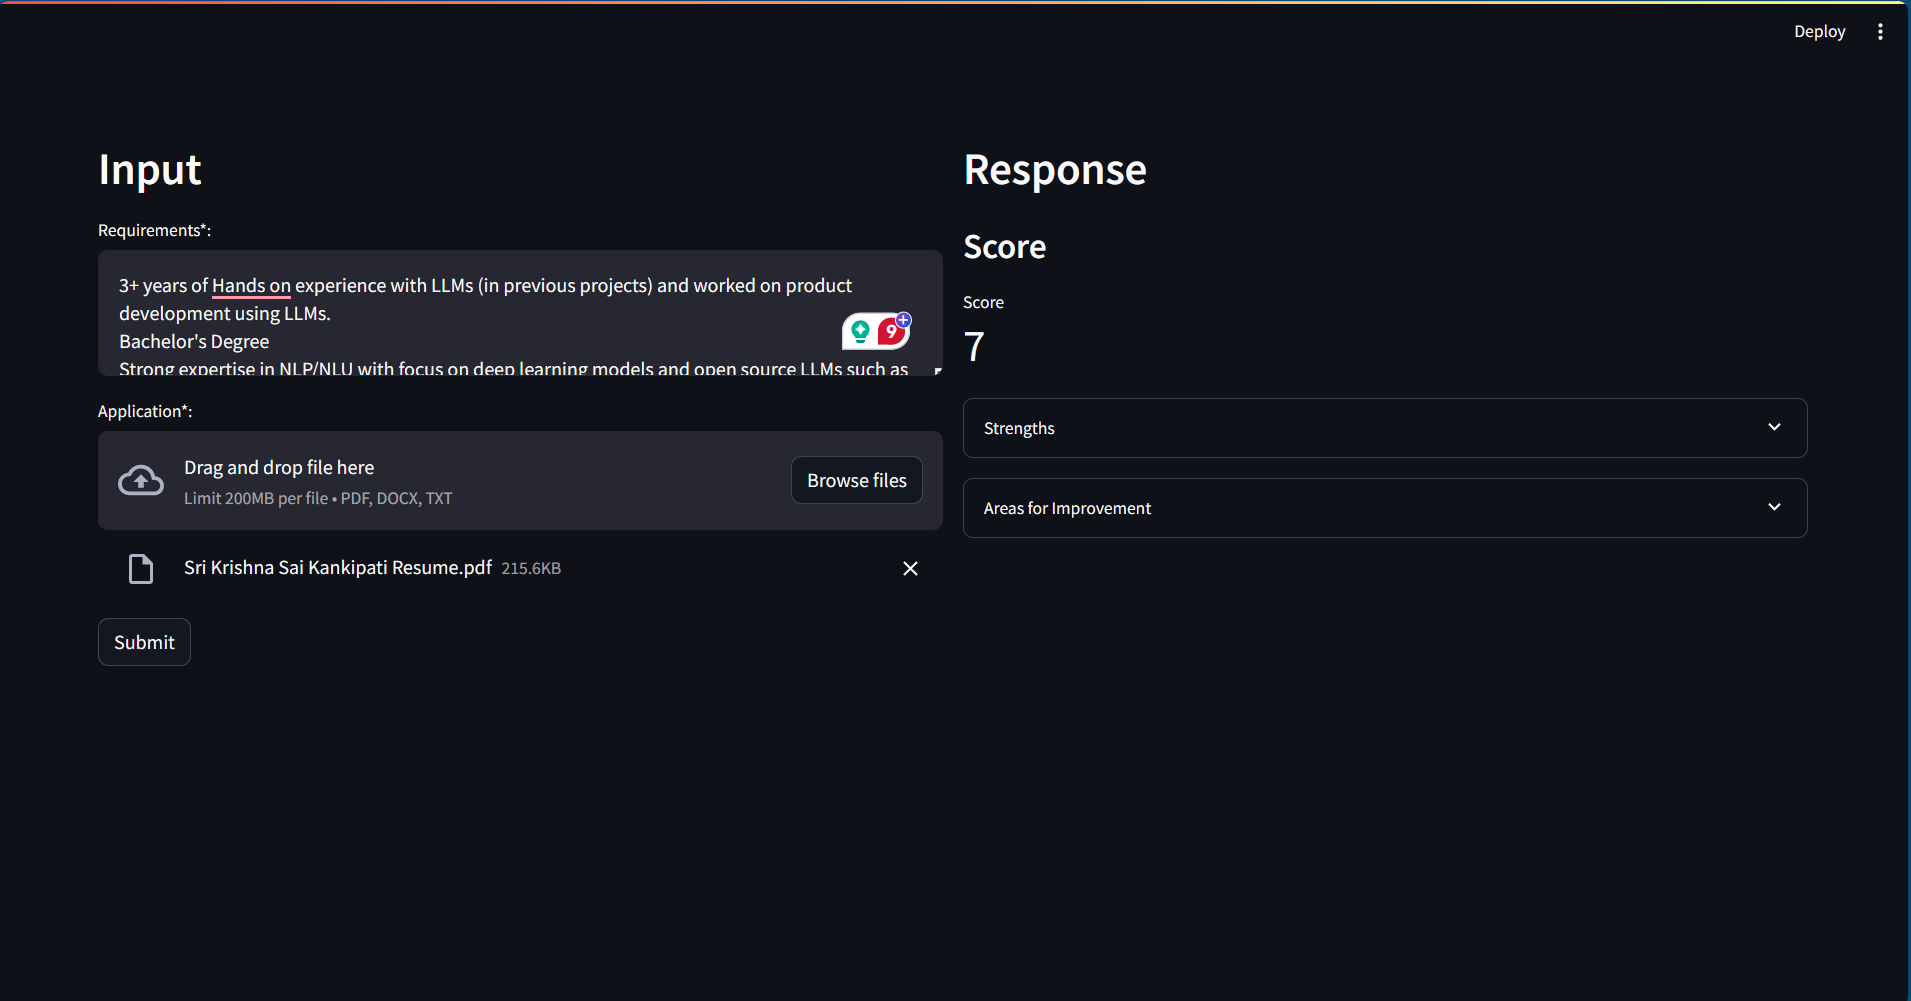 Deploy
Input
Requirements*:
3+ years of Hands on experience with LLMs (in previous projects) and worked on product
development using LLMs.
Bachelor's Degree
Strong expertise in NLP/NLU with focus on deep learning models and open source LLMs such as
9
Application*:
Drag and drop file here
Limit 200MB per file • PDF, DOCX, TXT
Browse files
Sri Krishna Sai Kankipati Resume.pdf 215.6KB
Submit
Response
Score
Score
7
Strengths
Areas for Improvement